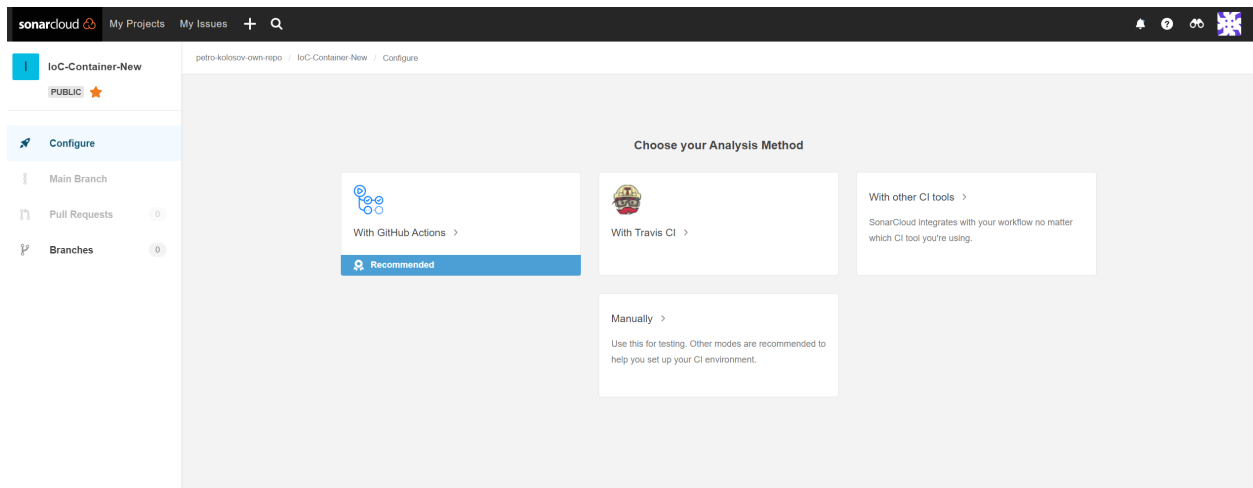 sonarcloud My Projects My Issues
I IoC-Container-New
PUBLIC
petro-kolosov-own-repo / IoC-Container-New / Configure
Configure
Main Branch
Pull Requests 0
Branches 0
Choose your Analysis Method
With GitHub Actions
Recommended
With Travis CI
With other CI tools
SonarCloud integrates with your workflow no matter
which CI tool you're using.
Manually
Use this for testing. Other modes are recommended to
help you set up your CI environment.